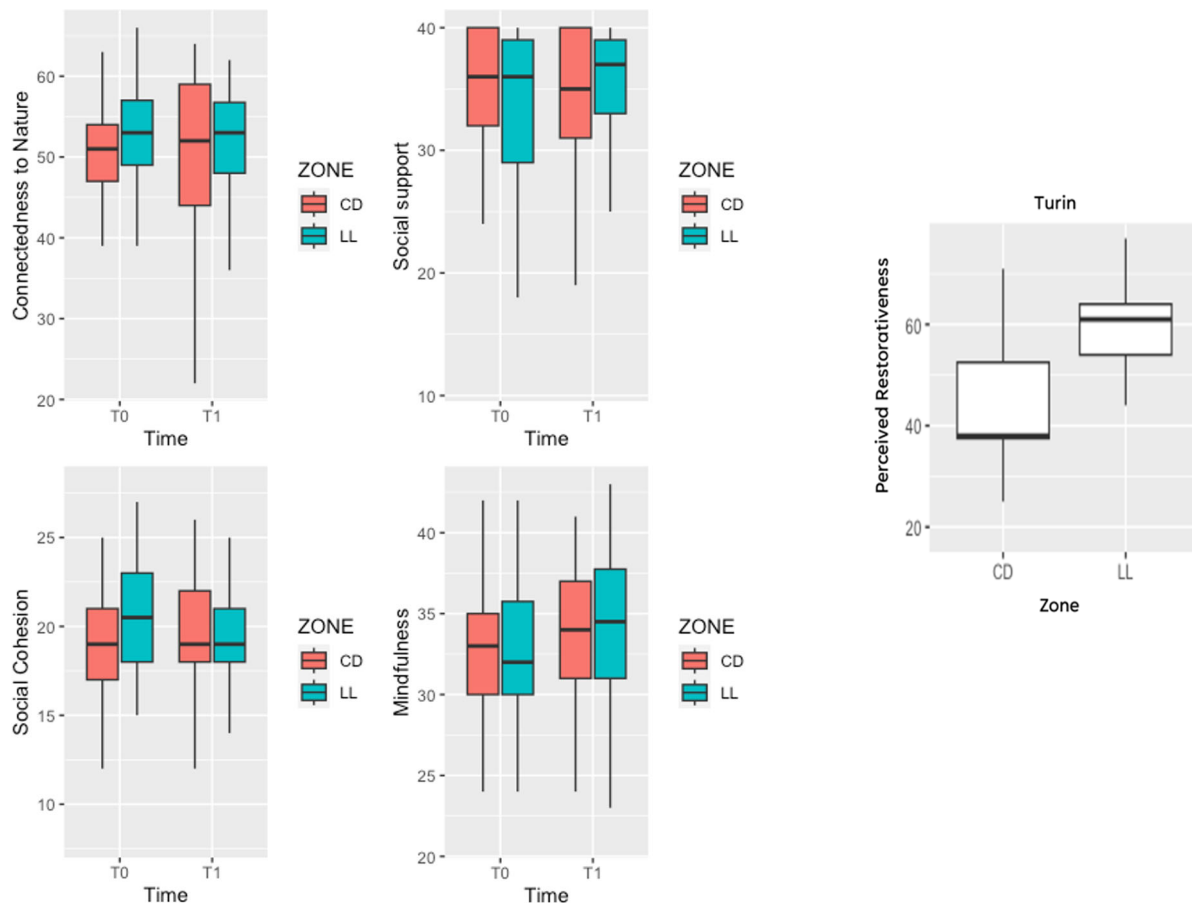 Connectedness to Nature
60
50
40
30
20
T0
T1
Time
ZONE
CD
LL
Social support
40
30
20
10
T0
T1
Time
ZONE
CD
LL
Turin
Perceived Restorativeness
60
40
20
CD
LL
Zone
Social Cohesion
25
20
15
10
T0
T1
Time
ZONE
CD
LL
Mindfulness
40
35
30
25
20
T0
T1
Time
ZONE
CD
LL